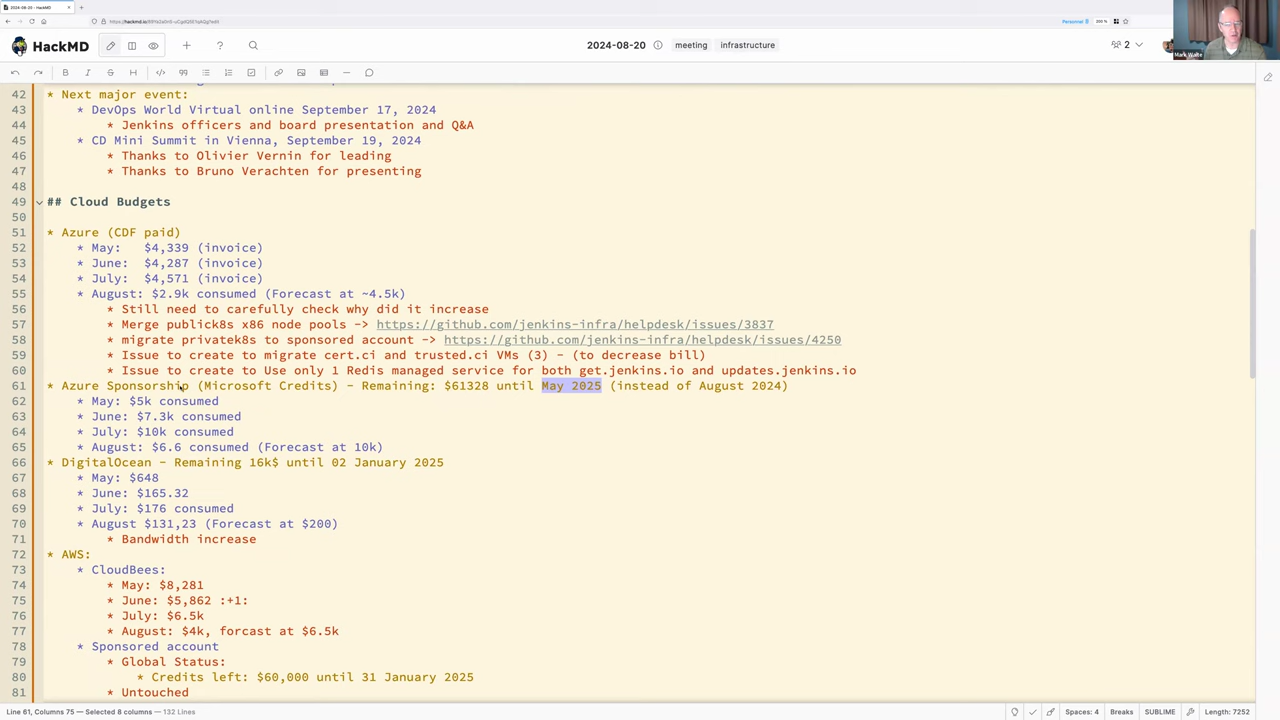 2024-08-20
https://hackmd.io/
Personal
200 %
HackMD
2024-08-20
meeting
infrastructure
2
Mark Waite
42 * Next major event:
43 * DevOps World Virtual online September 17, 2024
44 * Jenkins officers and board presentation and Q&A
45 * CD Mini Summit in Vienna, September 19, 2024
46 * Thanks to Olivier Vernin for leading
47 * Thanks to Bruno Verachten for presenting
48
49 ## Cloud Budgets
50
51 * Azure (CDF paid)
52 * May: $4,339 (invoice)
53 * June: $4,287 (invoice)
54 * July: $4,571 (invoice)
55 * August: $2.9k consumed (Forecast at ~4.5k)
56 * Still need to carefully check why did it increase
57 * Merge publick8s x86 node pools -> https://github.com/jenkins-infra/helpdesk/issues/3837
58 * migrate privatek8s to sponsored account -> https://github.com/jenkins-infra/helpdesk/issues/4250
59 * Issue to create to migrate cert.ci and trusted.ci VMs (3) - (to decrease bill)
60 * Issue to create to Use only 1 Redis managed service for both get.jenkins.io and updates.jenkins.io
61 * Azure Sponsorship (Microsoft Credits) - Remaining: $61328 until May 2025 (instead of August 2024)
62 * May: $5k consumed
63 * June: $7.3k consumed
64 * July: $10k consumed
65 * August: $6.6 consumed (Forecast at 10k)
66 * DigitalOcean - Remaining 16k$ until 02 January 2025
67 * May: $648
68 * June: $165.32
69 * July: $176 consumed
70 * August $131,23 (Forecast at $200)
71 * Bandwidth increase
72 * AWS:
73 * CloudBees:
74 * May: $8,281
75 * June: $5,862 :+1:
76 * July: $6.5k
77 * August: $4k, forcast at $6.5k
78 * Sponsored account
79 * Global Status:
80 * Credits left: $60,000 until 31 January 2025
81 * Untouched
Line 61, Columns 75 — Selected 8 columns — 132 Lines
Spaces: 4
Breaks
SUBLIME
Length: 7252